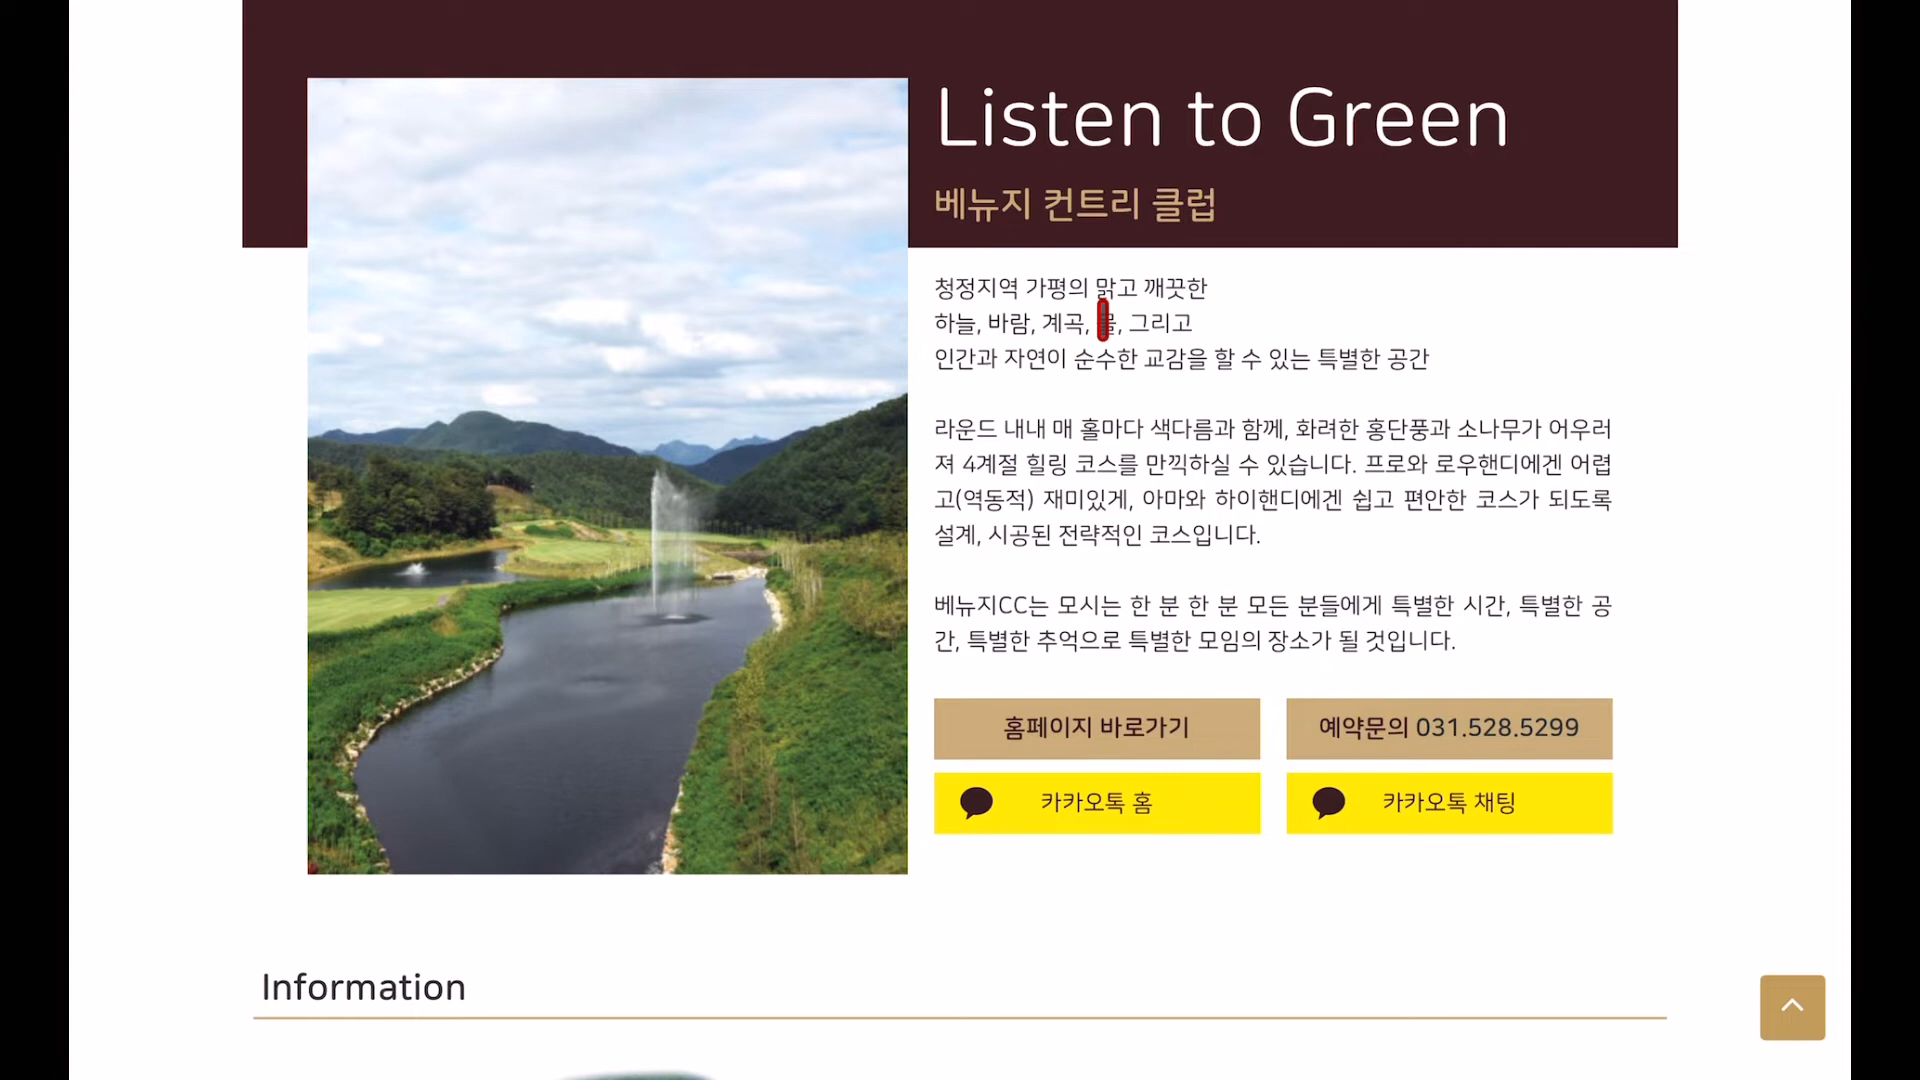 Listen to Green
베뉴지 컨트리 클럽
청정지역 가평의 맑고 깨끗한
하늘, 바람, 계곡, 물, 그리고
인간과 자연이 순수한 교감을 할 수 있는 특별한 공간
라운드 내내 매 홀마다 색다름과 함께, 화려한 홍단풍과 소나무가 어우러
져 4계절 힐링 코스를 만끽하실 수 있습니다. 프로와 로우핸디에겐 어렵
고(역동적) 재미있게, 아마와 하이핸디에겐 쉽고 편안한 코스가 되도록
설계, 시공된 전략적인 코스입니다.
베뉴지CC는 모시는 한 분 한 분 모든 분들에게 특별한 시간, 특별한 공
간, 특별한 추억으로 특별한 모임의 장소가 될 것입니다.
홈페이지 바로가기
예약문의 031.528.5299
카카오톡 홈
카카오톡 채팅
Information